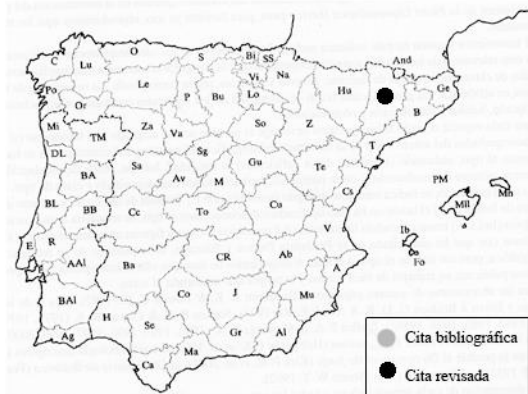 C Lu O S Bi SS And
Po Or Le P Bu Vi Lo Na Hu Ge
B
Mi TM Za Va So Z T
DL Sg
BA Sa Av M Gu Te
BL BB Cc To Cu Cs
PM Mll Mh
E R V Ib
AAl Ba CR Ab A Fo
BAl Co J Mu
Ag H Se Gr Al
Ca Ma
Cita bibliográfica
Cita revisada